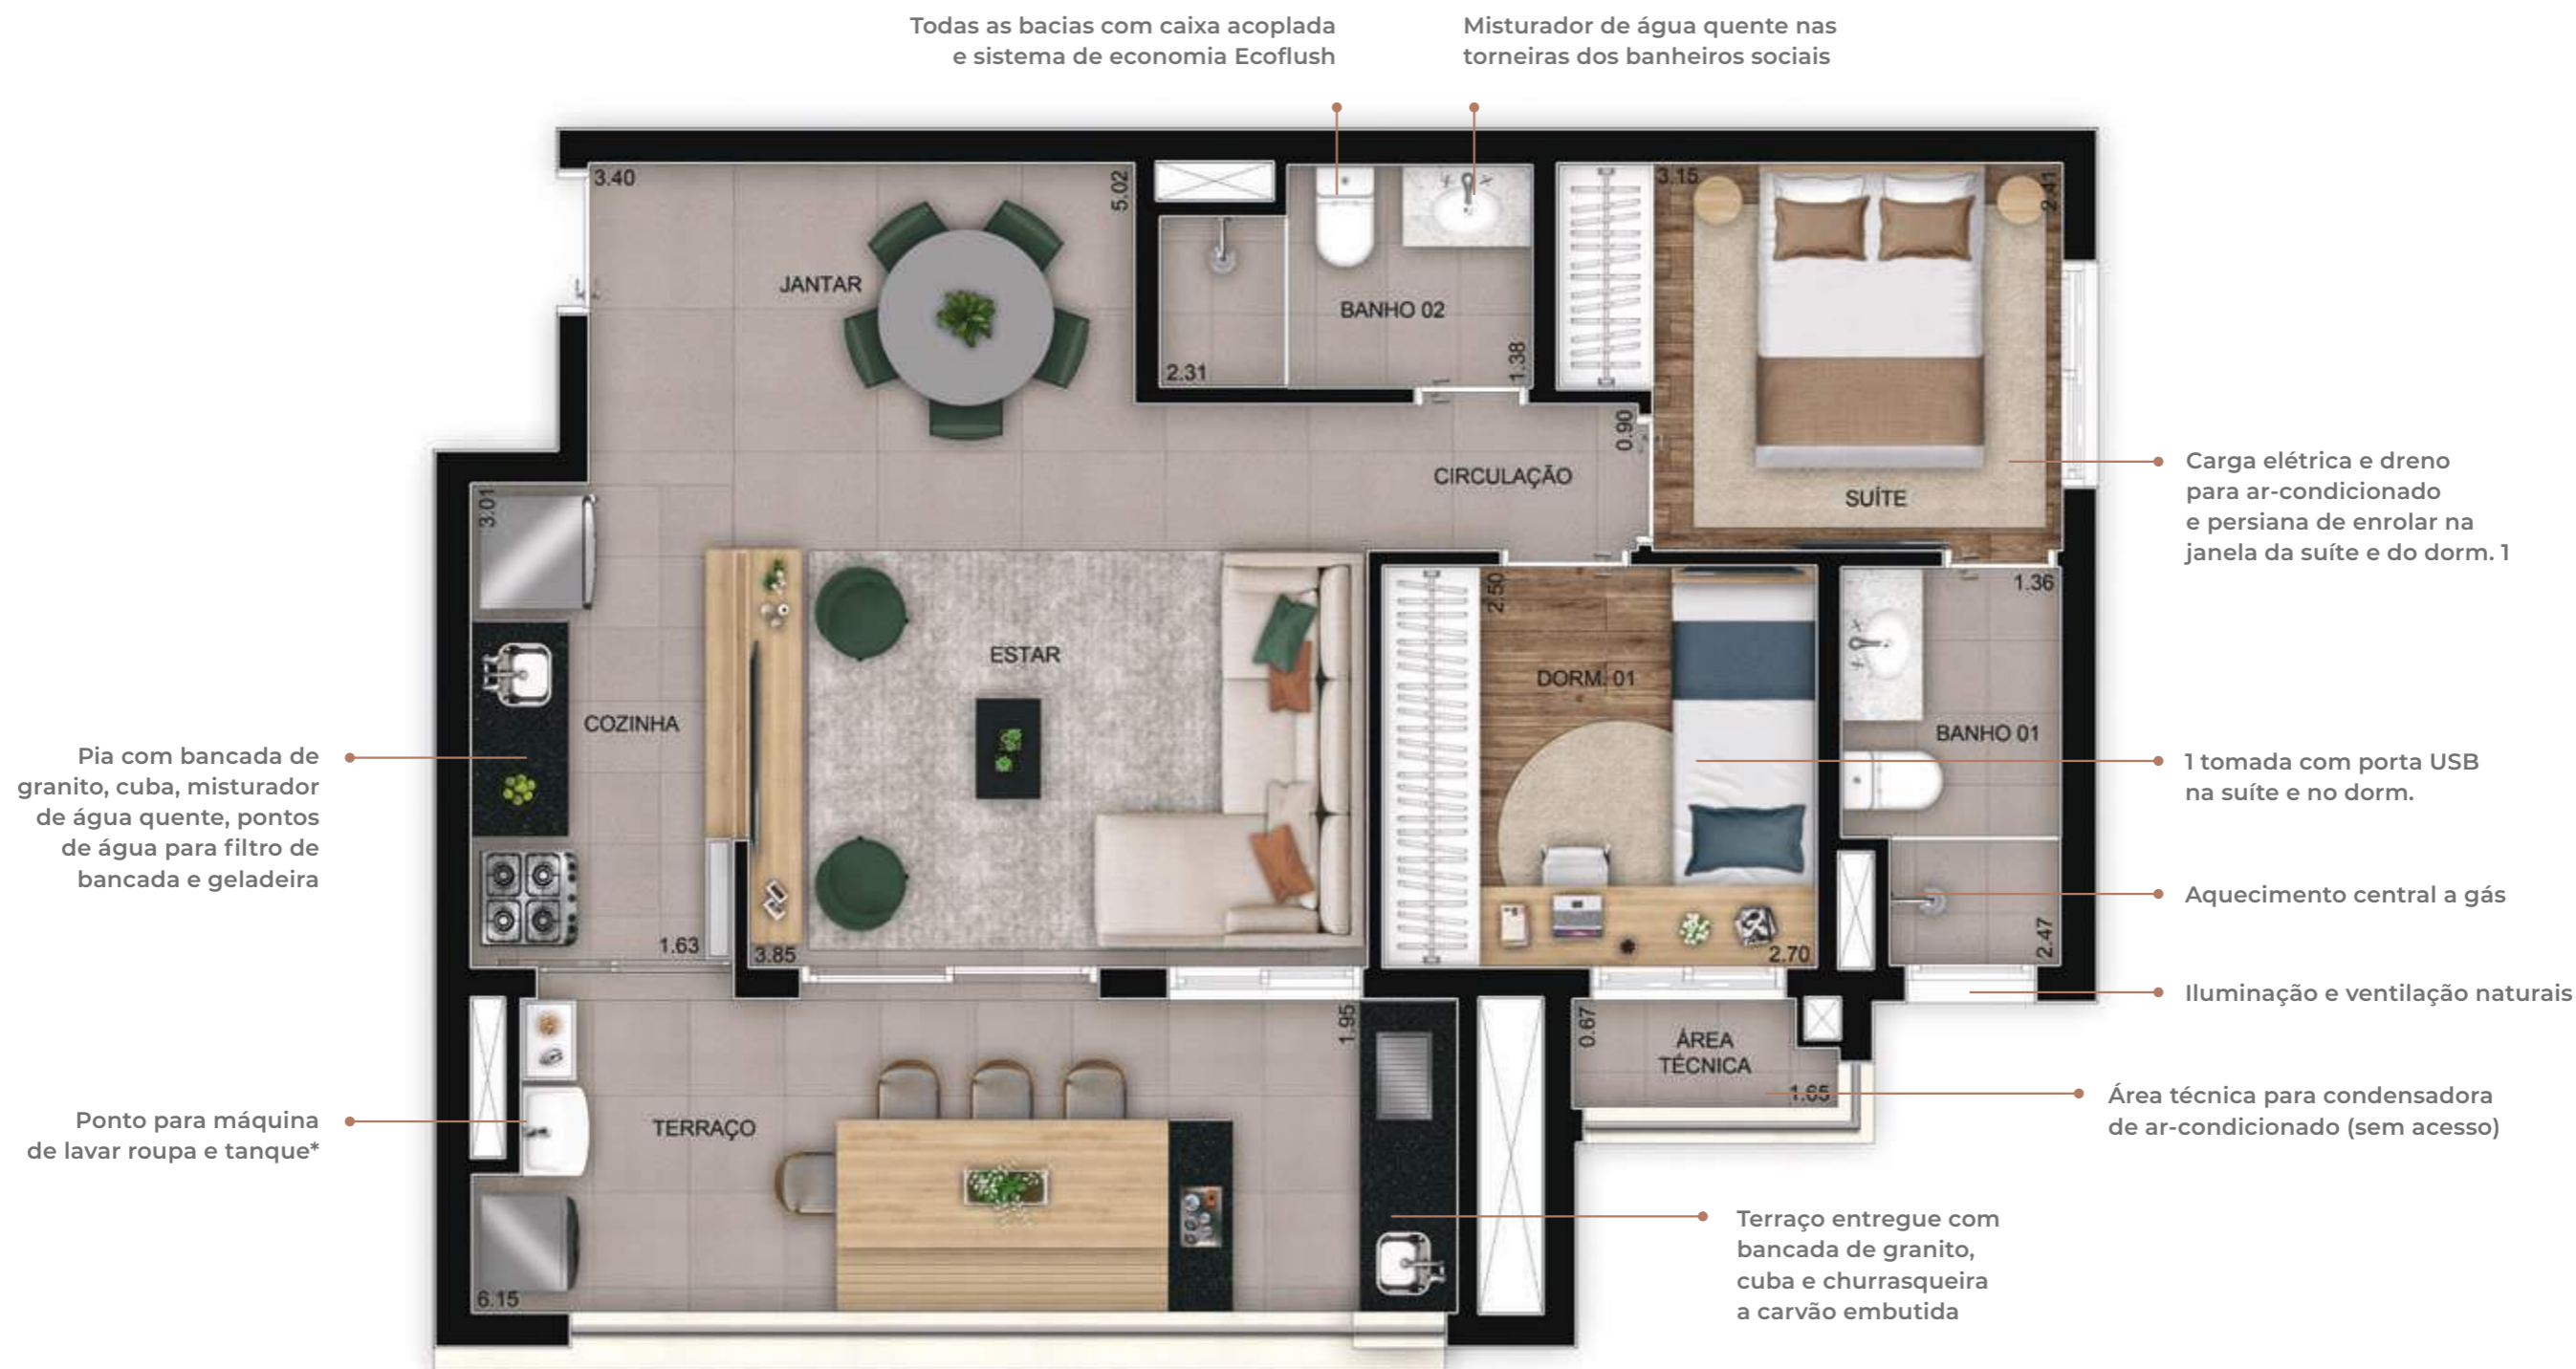 Todas as bacias com caixa acoplada
e sistema de economia Ecoflush
Misturador de água quente nas
torneiras dos banheiros sociais
3.40
5.02
JANTAR
BANHO 02
2.31
1.38
3.15
2.41
SUÍTE
0.90
CIRCULAÇÃO
Carga elétrica e dreno
para ar-condicionado
e persiana de enrolar na
janela da suíte e do dorm. 1
3.01
COZINHA
1.63
ESTAR
3.85
2.50
DORM. 01
2.70
1.36
BANHO 01
2.47
Pia com bancada de
granito, cuba, misturador
de água quente, pontos
de água para filtro de
bancada e geladeira
1 tomada com porta USB
na suíte e no dorm.
Aquecimento central a gás
Iluminação e ventilação naturais
1.95
0.67
ÁREA
TÉCNICA
1.65
Área técnica para condensadora
de ar-condicionado (sem acesso)
Ponto para máquina
de lavar roupa e tanque*
TERRAÇO
6.15
Terraço entregue com
bancada de granito,
cuba e churrasqueira
a carvão embutida